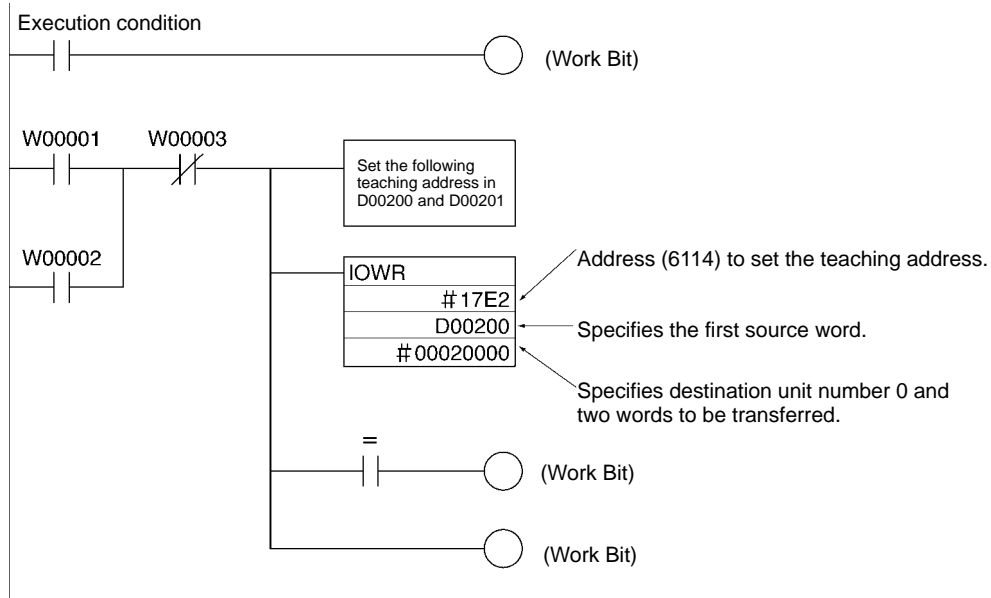 Execution condition
(Work Bit)
W00001
W00003
Set the following
teaching address in
D00200 and D00201
W00002
IOWR
#17E2
D00200
#00020000
Address (6114) to set the teaching address.
Specifies the first source word.
Specifies destination unit number 0 and
two words to be transferred.
=
(Work Bit)
(Work Bit)